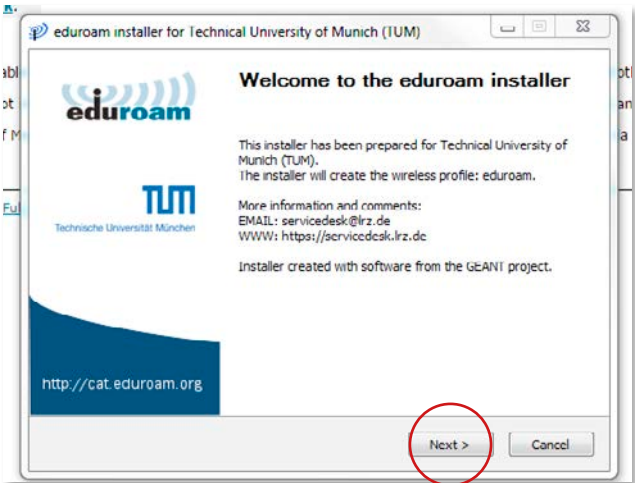 eduroam installer for Technical University of Munich (TUM)
eduroam
Welcome to the eduroam installer
This installer has been prepared for Technical University of
Munich (TUM).
The installer will create the wireless profile: eduroam.
TUM
Technische Universität München
More information and comments:
EMAIL: servicedesk@lrz.de
WWW: https://servicedesk.lrz.de
Installer created with software from the GEANT project.
http://cat.eduroam.org
Next >
Cancel